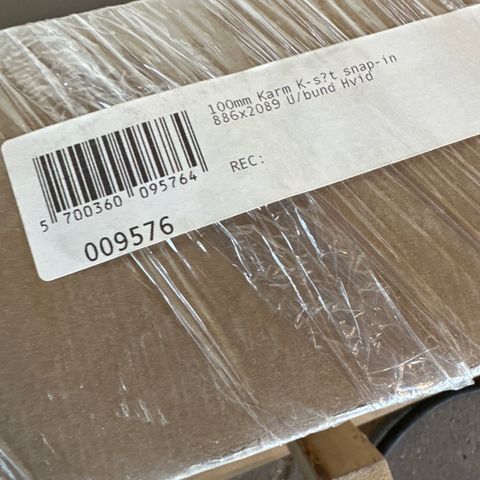 100mm Karm K-s?t snap-in
886x2089 U/bund Hvid
REC:
5 700360 095764
009576